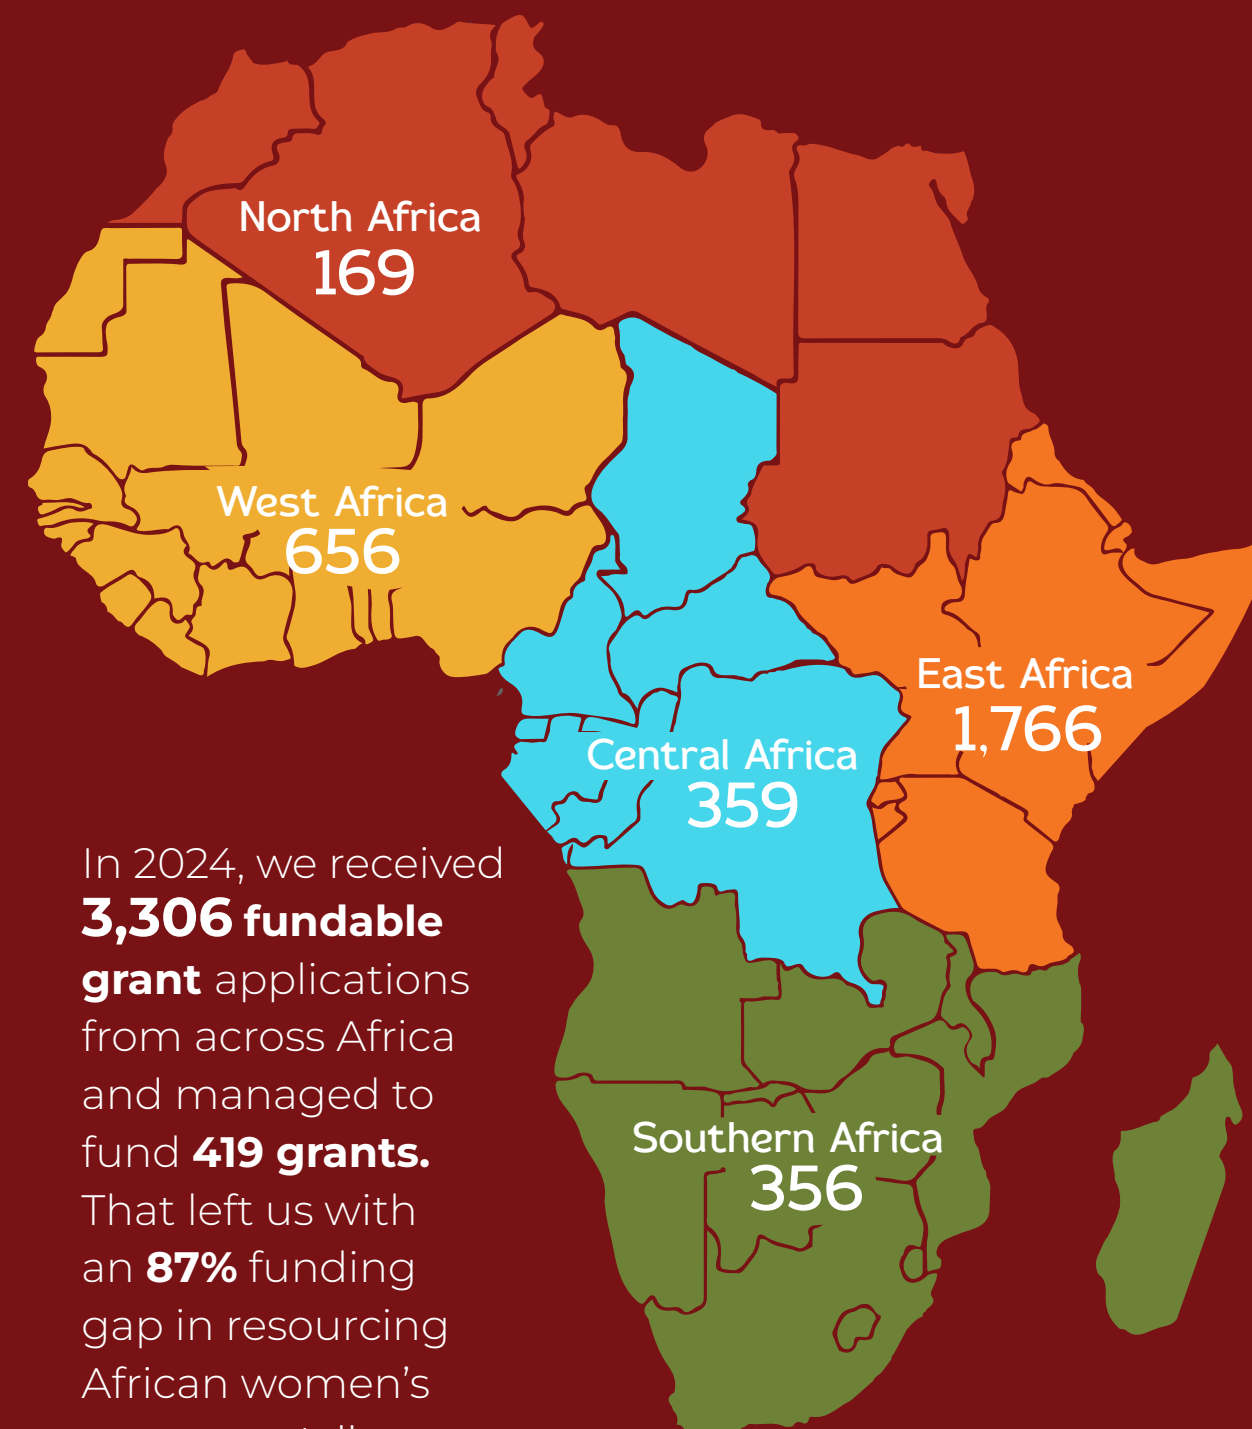 North Africa
169
West Africa
656
East Africa
1,766
Central Africa
359
Southern Africa
356
In 2024, we received
3,306 fundable
grant applications
from across Africa
and managed to
fund 419 grants.
That left us with
an 87% funding
gap in resourcing
African women’s